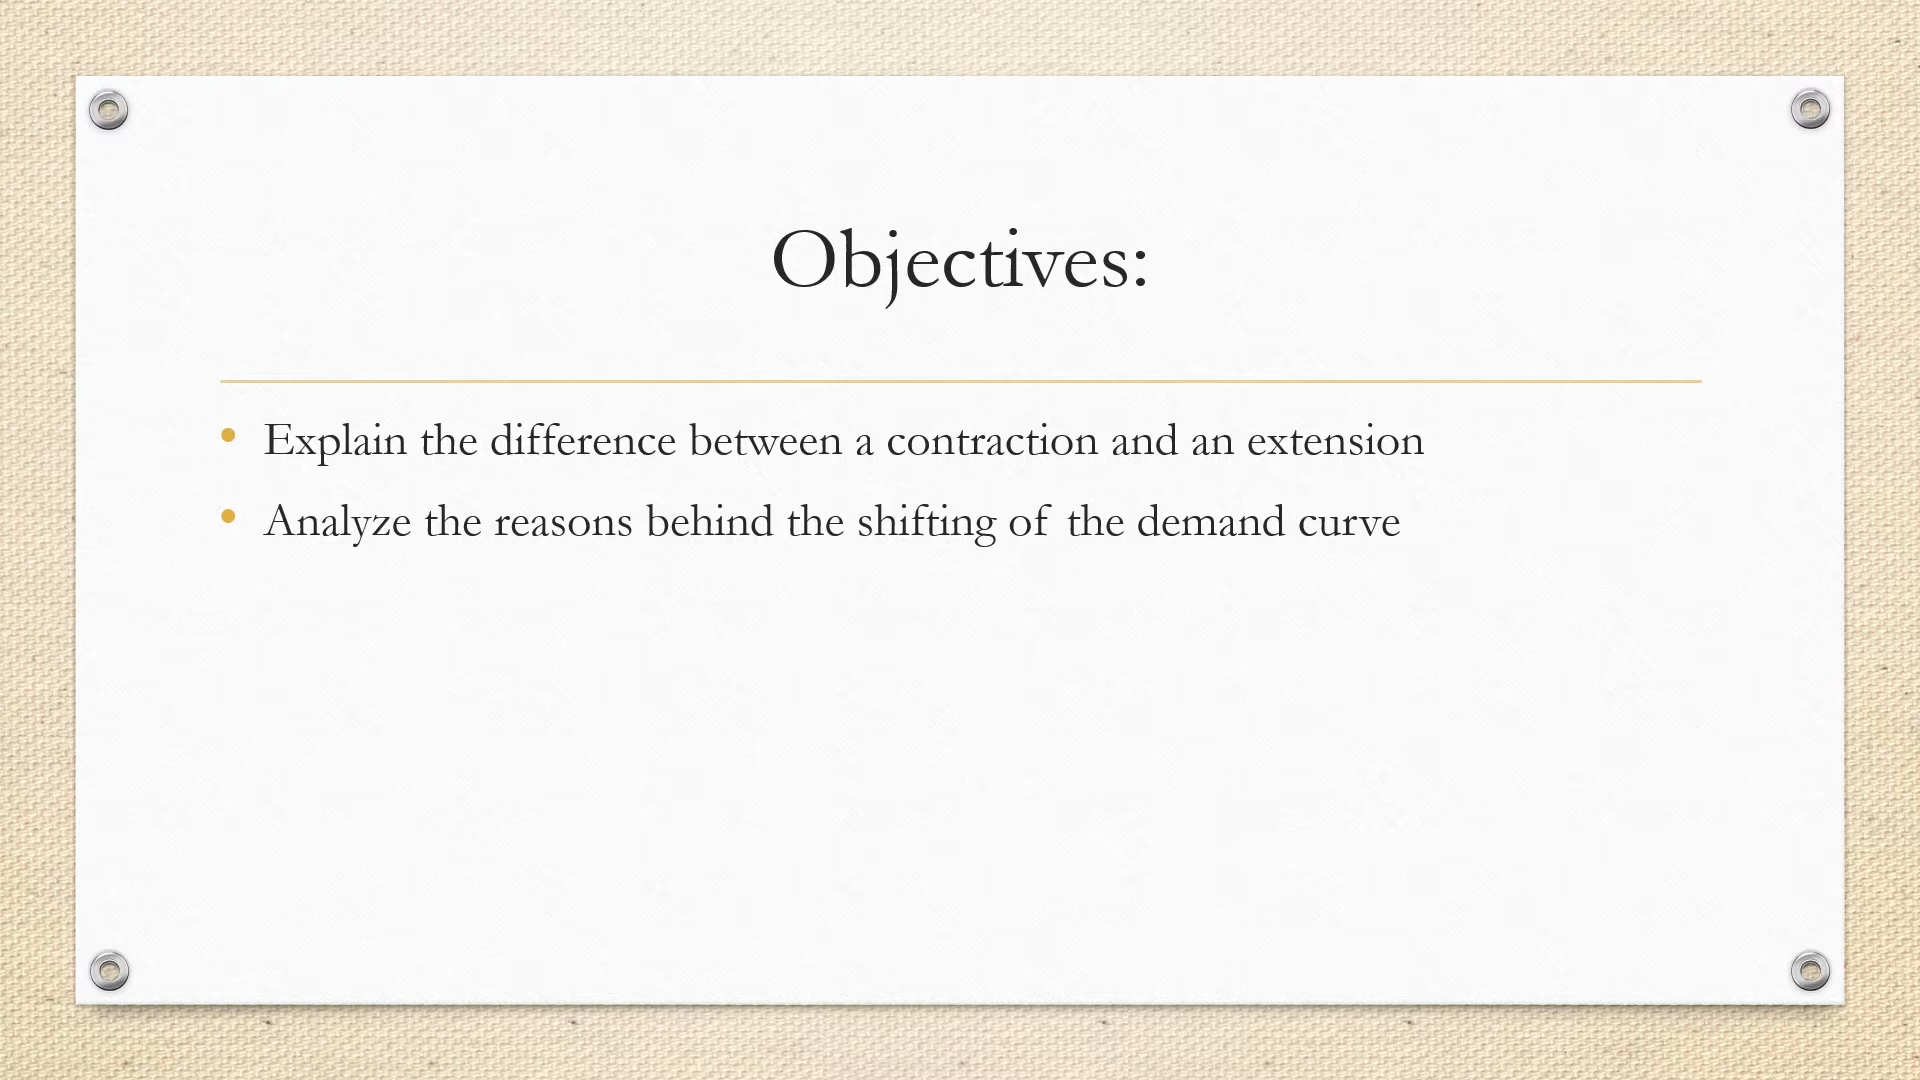 Objectives:
• Explain the difference between a contraction and an extension
• Analyze the reasons behind the shifting of the demand curve